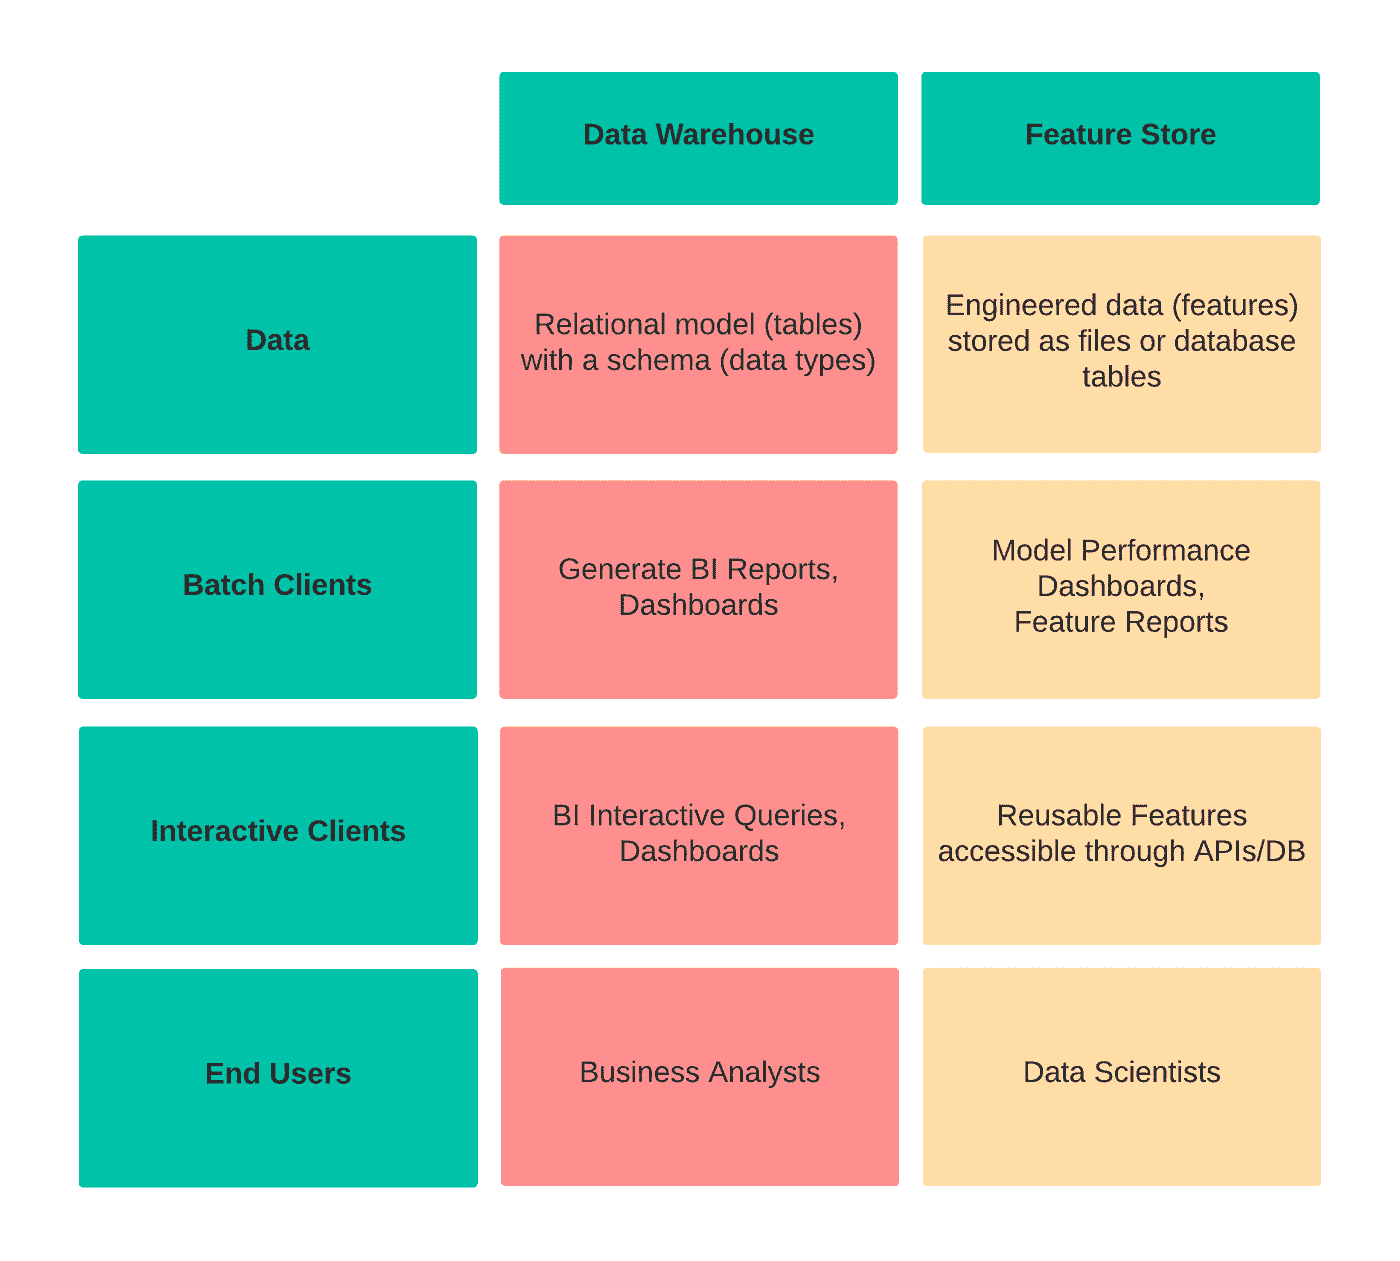 Data Warehouse
Feature Store
Data
Relational model (tables)
with a schema (data types)
Engineered data (features)
stored as files or database
tables
Batch Clients
Generate BI Reports,
Dashboards
Model Performance
Dashboards,
Feature Reports
Interactive Clients
BI Interactive Queries,
Dashboards
Reusable Features
accessible through APIs/DB
End Users
Business Analysts
Data Scientists